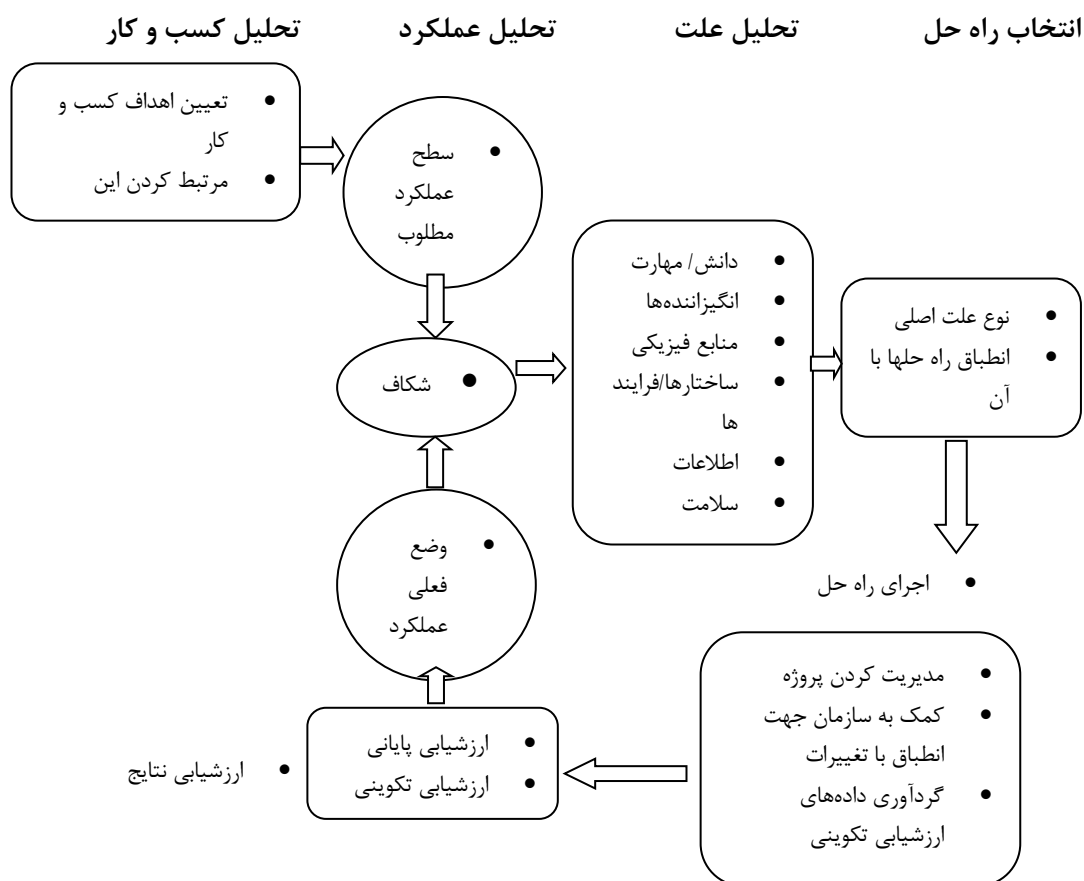 تحلیل کسب و کار
تحلیل عملکرد
تحلیل علت
انتخاب راه حل
• تعیین اهداف کسب و
کار
• مرتبط کردن این
• سطح
عملکرد
مطلوب
• شکاف
• وضع
فعلی
عملکرد
• دانش/ مهارت
• انگیزاننده‌ها
• منابع فیزیکی
• ساختارها/فرایند
ها
• اطلاعات
• سلامت
• نوع علت اصلی
• انطباق راه حلها با
آن
• اجرای راه حل
• مدیریت کردن پروژه
• کمک به سازمان جهت
انطباق با تغییرات
• گردآوری داده‌های
ارزشیابی تکوینی
• ارزشیابی پایانی
• ارزشیابی تکوینی
• ارزشیابی نتایج